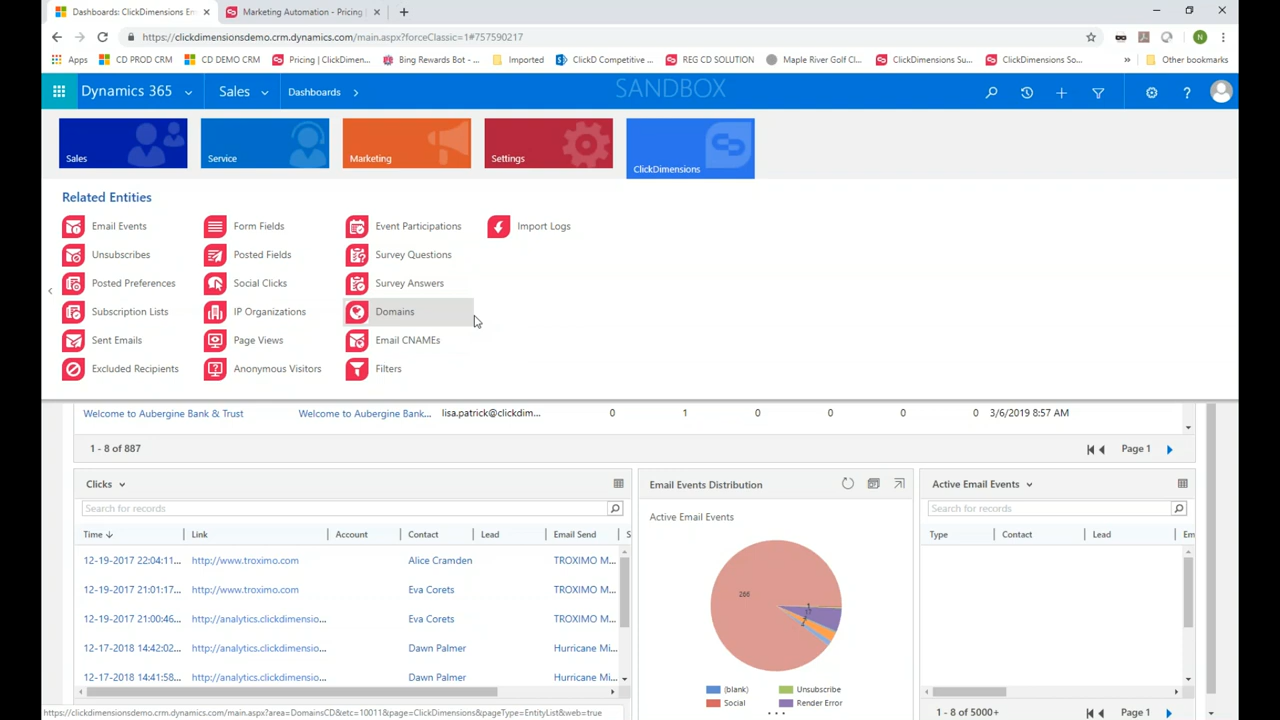 Dashboards: ClickDimensions En
Marketing Automation - Pricing
https://clickdimensionsdemo.crm.dynamics.com/main.aspx?forceClassic=1#757590217
Apps
CD PROD CRM
CD DEMO CRM
Pricing | ClickDimen...
Bing Rewards Bot - ...
Imported
ClickD Competitive ...
REG CD SOLUTION
Maple River Golf Cl...
ClickDimensions Su...
ClickDimensions So...
Other bookmarks
Dynamics 365
Sales
Dashboards
SANDBOX
Sales
Service
Marketing
Settings
ClickDimensions
Related Entities
Email Events
Form Fields
Event Participations
Import Logs
Unsubscribes
Posted Fields
Survey Questions
Posted Preferences
Social Clicks
Survey Answers
Subscription Lists
IP Organizations
Domains
Sent Emails
Page Views
Email CNAMEs
Excluded Recipients
Anonymous Visitors
Filters
Welcome to Aubergine Bank & Trust
Welcome to Aubergine Bank...
lisa.patrick@clickdim...
0 1 0 0 0 0 3/6/2019 8:57 AM
1 - 8 of 887
Page 1
Clicks
Search for records
Time Link Account Contact Lead Email Send S
12-19-2017 22:04:11... http://www.troximo.com Alice Cramden TROXIMO M...
12-19-2017 21:01:17... http://www.troximo.com Eva Corets TROXIMO M...
12-19-2017 21:00:46... http://analytics.clickdimensio... Eva Corets TROXIMO M...
12-17-2018 14:42:02... http://analytics.clickdimensio... Dawn Palmer Hurricane Mi...
12-17-2018 14:41:58... http://analytics.clickdimensio... Dawn Palmer Hurricane Mi...
Email Events Distribution
Active Email Events
266
(blank)
Unsubscribe
Social
Render Error
Active Email Events
Search for records
Type Contact Lead Em
1 - 8 of 5000+
Page 1
https://clickdimensionsdemo.crm.dynamics.com/main.aspx?area=DomainsCD&etc=10011&page=ClickDimensions&pageType=EntityList&web=true